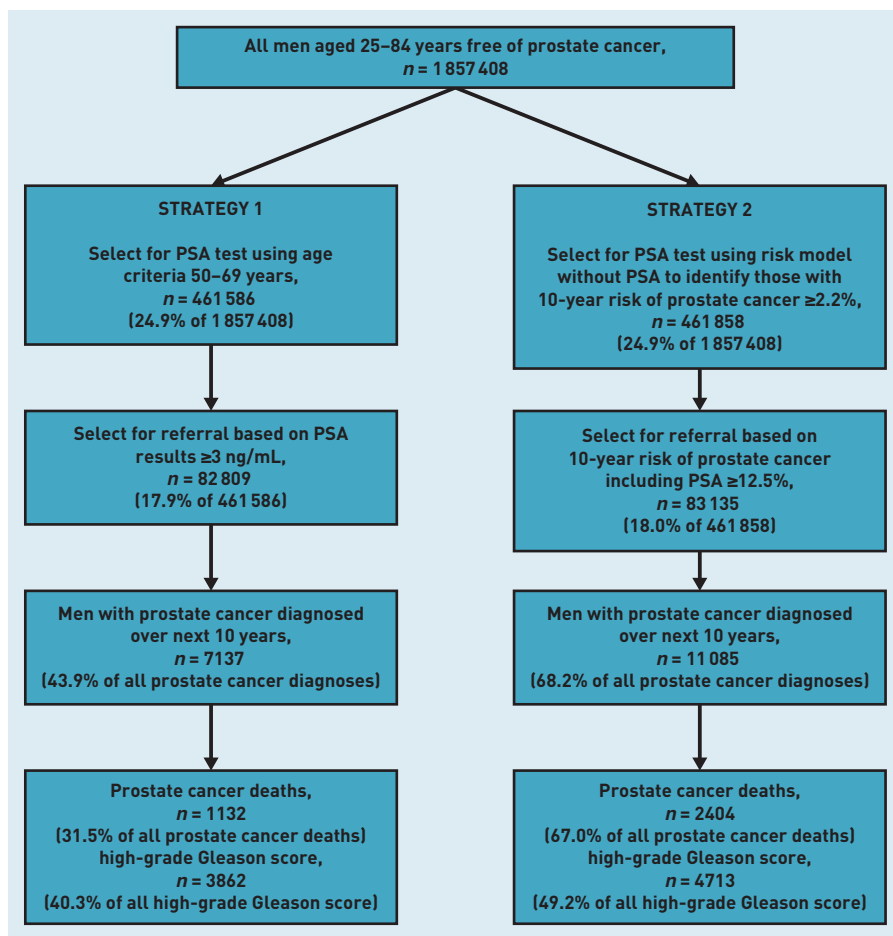 All men aged 25–84 years free of prostate cancer,
n = 1 857 408
STRATEGY 1
Select for PSA test using age
criteria 50–69 years,
n = 461 586
(24.9% of 1 857 408)
Select for referral based on PSA
results ≥3 ng/mL,
n = 82 809
(17.9% of 461 586)
Men with prostate cancer diagnosed
over next 10 years,
n = 7137
(43.9% of all prostate cancer diagnoses)
Prostate cancer deaths,
n = 1132
(31.5% of all prostate cancer deaths)
high-grade Gleason score,
n = 3862
(40.3% of all high-grade Gleason score)
STRATEGY 2
Select for PSA test using risk model
without PSA to identify those with
10-year risk of prostate cancer ≥2.2%,
n = 461 858
(24.9% of 1 857 408)
Select for referral based on
10-year risk of prostate cancer
including PSA ≥12.5%,
n = 83 135
(18.0% of 461 858)
Men with prostate cancer diagnosed
over next 10 years,
n = 11 085
(68.2% of all prostate cancer diagnoses)
Prostate cancer deaths,
n = 2404
(67.0% of all prostate cancer deaths)
high-grade Gleason score,
n = 4713
(49.2% of all high-grade Gleason score)